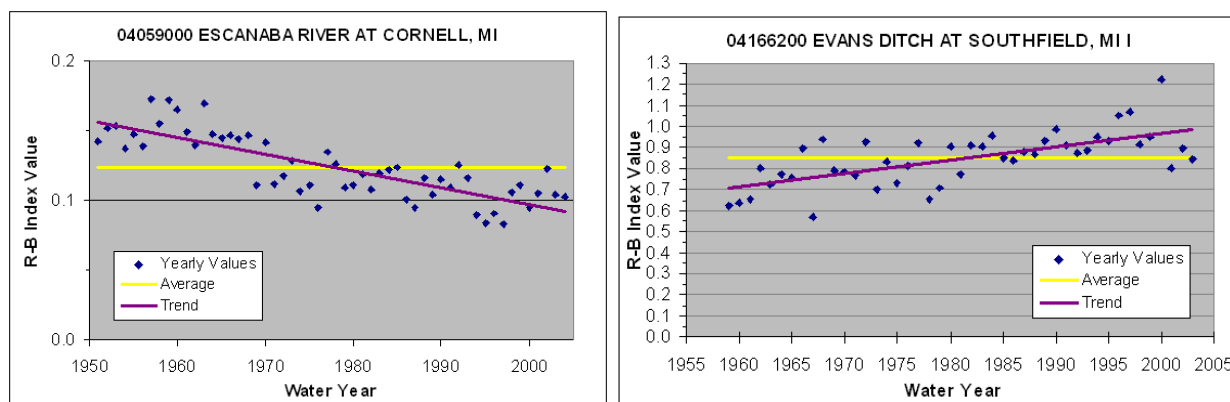 04059000 ESCANABA RIVER AT CORNELL, MI
R-B Index Value
0.2
0.1
0.0
Yearly Values
Average
Trend
1950 1960 1970 1980 1990 2000
Water Year
04166200 EVANS DITCH AT SOUTHFIELD, MI I
R-B Index Value
1.3
1.2
1.1
1.0
0.9
0.8
0.7
0.6
0.5
0.4
0.3
0.2
0.1
0.0
Yearly Values
Average
Trend
1955 1960 1965 1970 1975 1980 1985 1990 1995 2000 2005
Water Year